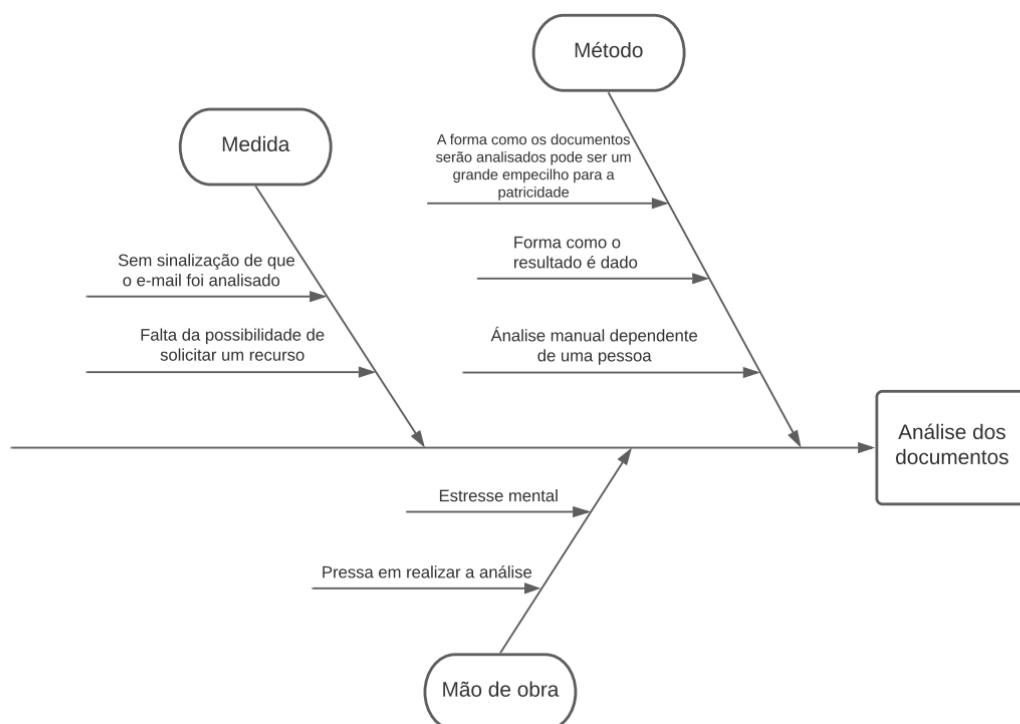 Método
Medida
A forma como os documentos
serão analisados pode ser um
grande empecilho para a
patricidade
Sem sinalização de que
o e-mail foi analisado
Forma como o
resultado é dado
Falta da possibilidade de
solicitar um recurso
Ánalise manual dependente
de uma pessoa
Análise dos
documentos
Estresse mental
Pressa em realizar a análise
Mão de obra